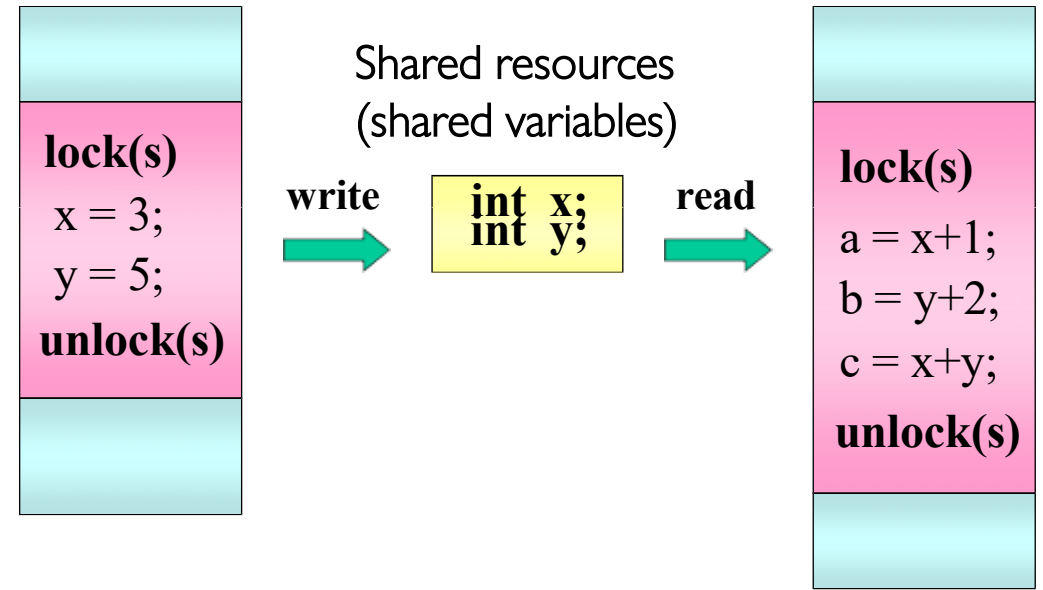 Shared resources
(shared variables)
lock(s)
x = 3;
y = 5;
unlock(s)
write
int x;
int y;
read
lock(s)
a = x+1;
b = y+2;
c = x+y;
unlock(s)